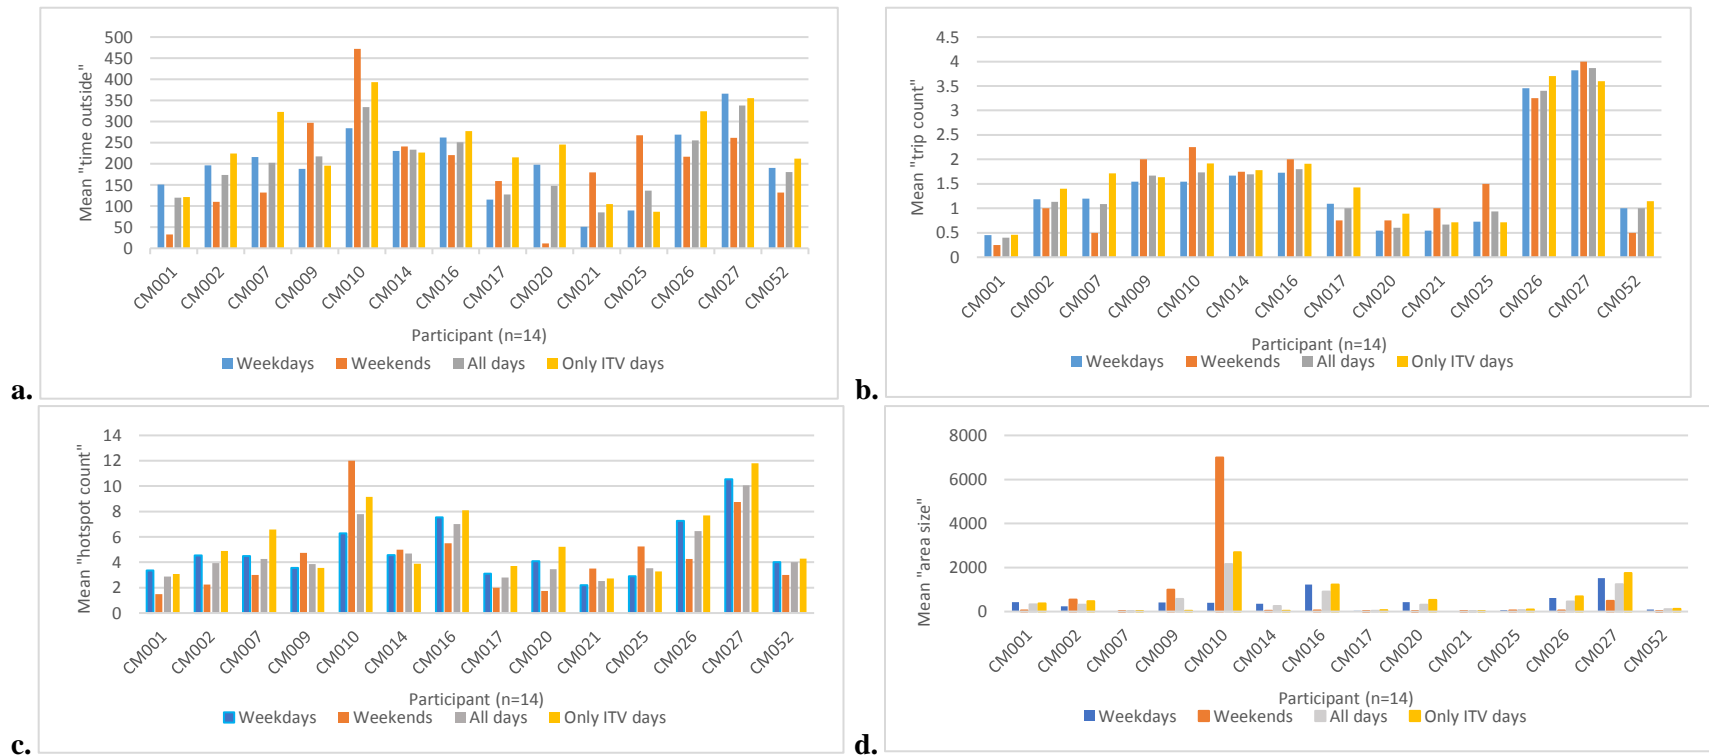 Mean "time outside"
500
450
400
350
300
250
200
150
100
50
0
CM001 CM002 CM007 CM009 CM010 CM014 CM016 CM017 CM020 CM021 CM025 CM026 CM027 CM052
Participant (n=14)
Weekdays Weekends All days Only ITV days
a.
Mean "trip count"
4.5
4
3.5
3
2.5
2
1.5
1
0.5
0
CM001 CM002 CM007 CM009 CM010 CM014 CM016 CM017 CM020 CM021 CM025 CM026 CM027 CM052
Participant (n=14)
Weekdays Weekends All days Only ITV days
b.
Mean "hotspot count"
14
12
10
8
6
4
2
0
CM001 CM002 CM007 CM009 CM010 CM014 CM016 CM017 CM020 CM021 CM025 CM026 CM027 CM052
Participant (n=14)
Weekdays Weekends All days Only ITV days
c.
Mean "area size"
8000
6000
4000
2000
0
CM001 CM002 CM007 CM009 CM010 CM014 CM016 CM017 CM020 CM021 CM025 CM026 CM027 CM052
Participant (n=14)
Weekdays Weekends All days Only ITV days
d.